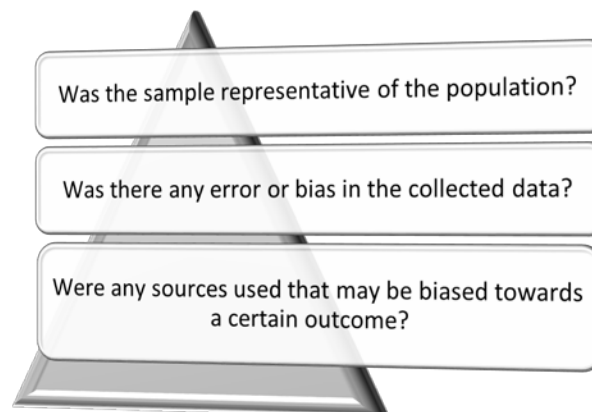 Was the sample representative of the population?
Was there any error or bias in the collected data?
Were any sources used that may be biased towards
a certain outcome?